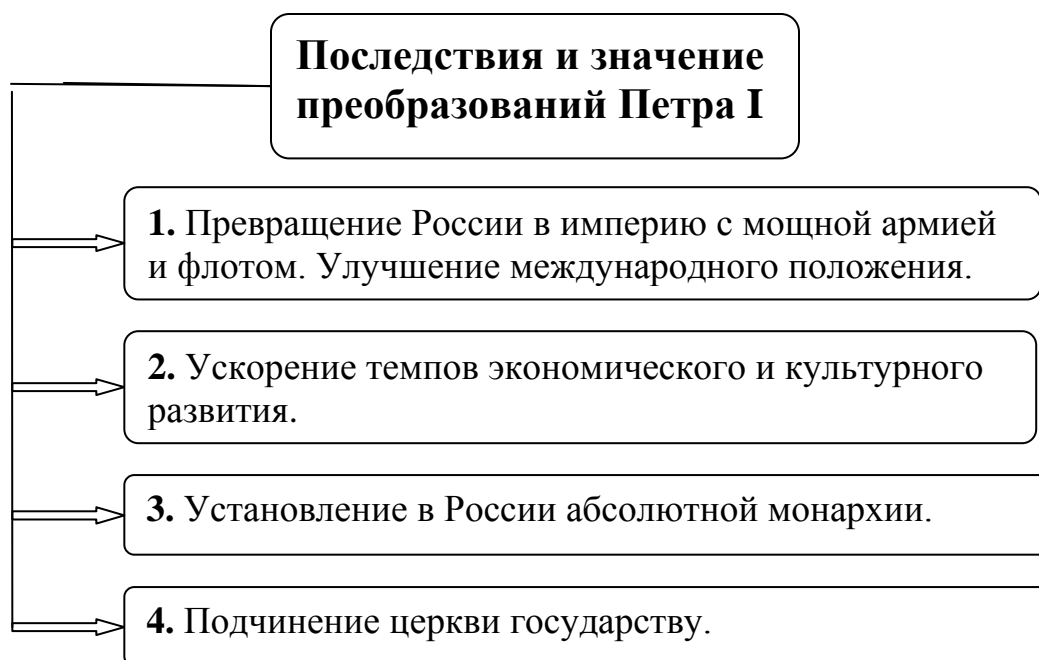 Последствия и значение
преобразований Петра I
1. Превращение России в империю с мощной армией
и флотом. Улучшение международного положения.
2. Ускорение темпов экономического и культурного
развития.
3. Установление в России абсолютной монархии.
4. Подчинение церкви государству.